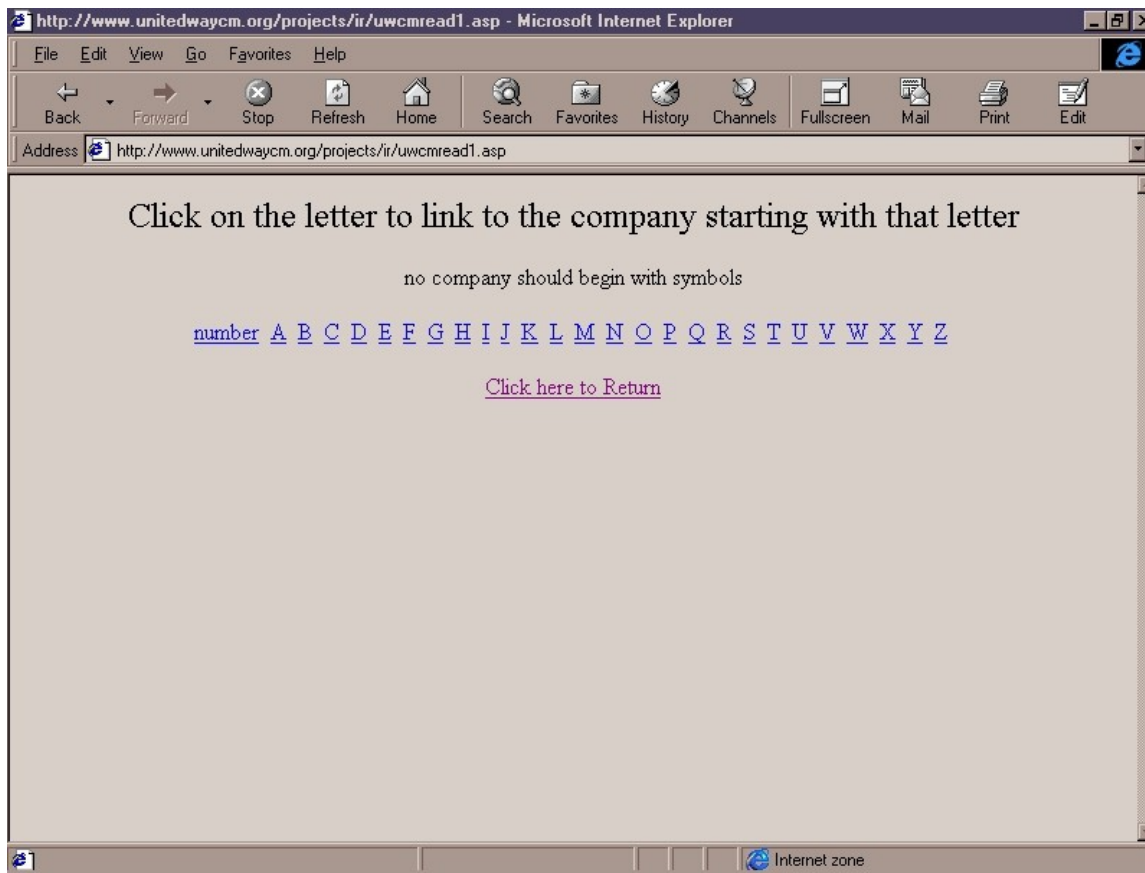 http://www.unitedwaycm.org/projects/ir/uwcmread1.asp - Microsoft Internet Explorer
File Edit View Go Favorites Help
Back Forward Stop Refresh Home Search Favorites History Channels Fullscreen Mail Print Edit
Address http://www.unitedwaycm.org/projects/ir/uwcmread1.asp
Click on the letter to link to the company starting with that letter
no company should begin with symbols
number A B C D E F G H I J K L M N O P Q R S T U V W X Y Z
Click here to Return
Internet zone